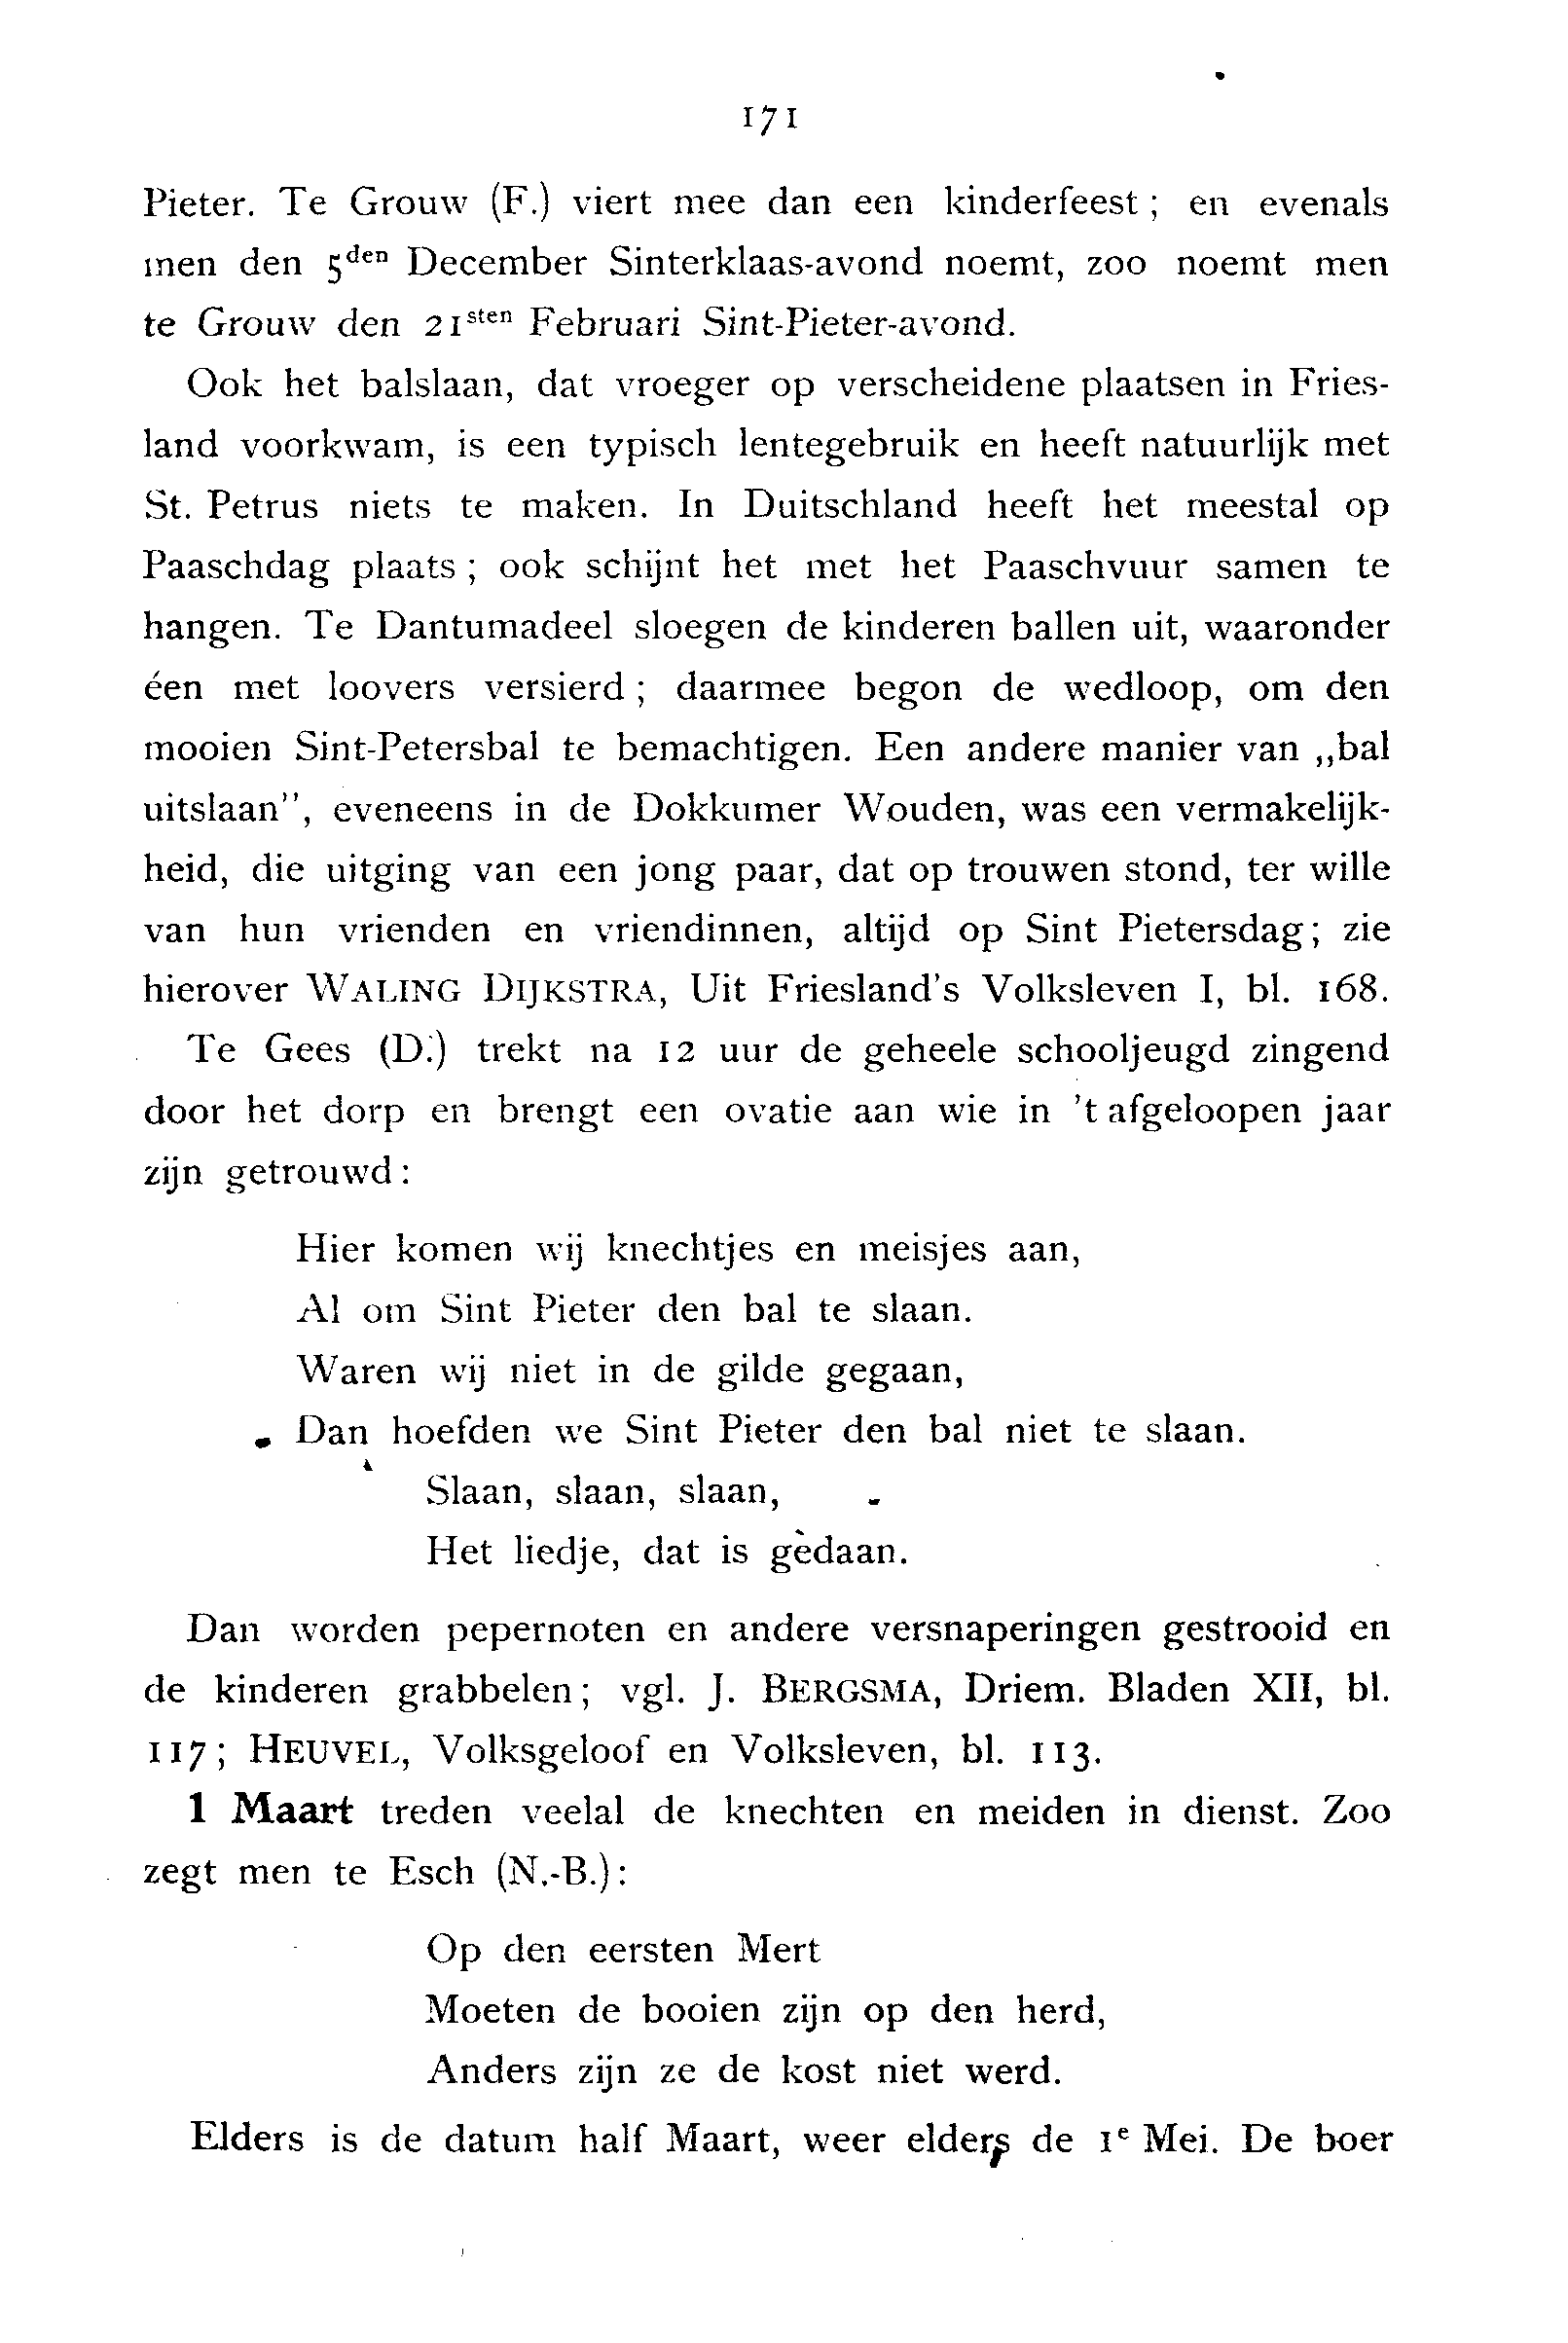 171
Pieter. Te Grouw (F.) viert mee dan een kinderfeest; en evenals
men den 5den December Sinterklaas-avond noemt, zoo noemt men
te Grouw den 21sten Februari Sint-Pieter-avond.
Ook het balslaan, dat vroeger op verscheidene plaatsen in Fries-
land voorkwam, is een typisch lentegebruik en heeft natuurlijk met
St. Petrus niets te maken. In Duitschland heeft het meestal op
Paaschdag plaats; ook schijnt het met het Paaschvuur samen te
hangen. Te Dantumadeel sloegen de kinderen ballen uit, waaronder
éen met loovers versierd; daarmee begon de wedloop, om den
mooien Sint-Petersbal te bemachtigen. Een andere manier van „bal
uitslaan”, eveneens in de Dokkumer Wouden, was een vermakelijk-
heid, die uitging van een jong paar, dat op trouwen stond, ter wille
van hun vrienden en vriendinnen, altijd op Sint Pietersdag; zie
hierover WALING DIJKSTRA, Uit Friesland's Volksleven I, bl. 168.
Te Gees (D.) trekt na 12 uur de geheele schooljeugd zingend
door het dorp en brengt een ovatie aan wie in 't afgeloopen jaar
zijn getrouwd:
Hier komen wij knechtjes en meisjes aan,
Al om Sint Pieter den bal te slaan.
Waren wij niet in de gilde gegaan,
Dan hoefden we Sint Pieter den bal niet te slaan.
Slaan, slaan, slaan,
Het liedje, dat is gedaan.
Dan worden pepernoten en andere versnaperingen gestrooid en
de kinderen grabbelen; vgl. J. BERGSMA, Driem. Bladen XII, bl.
117; HEUVEL, Volksgeloof en Volksleven, bl. 113.
1 Maart treden veelal de knechten en meiden in dienst. Zoo
zegt men te Esch (N.-B.):
Op den eersten Mert
Moeten de booien zijn op den herd,
Anders zijn ze de kost niet werd.
Elders is de datum half Maart, weer elders de 1e Mei. De boer